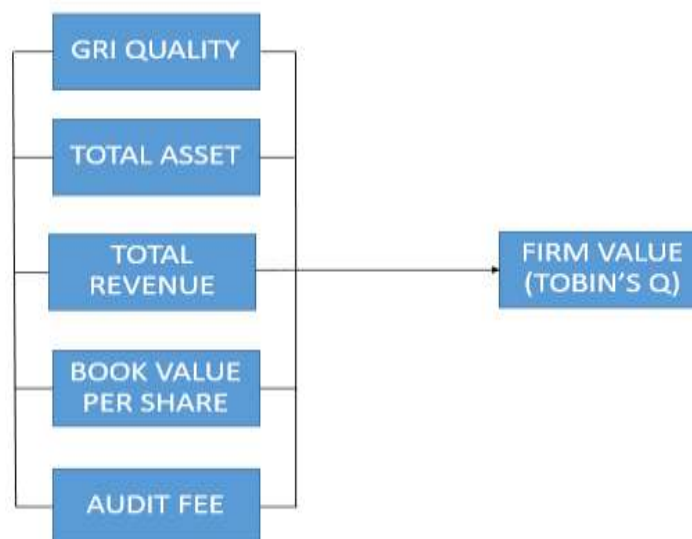 GRI QUALITY
TOTAL ASSET
TOTAL
REVENUE
BOOK VALUE
PER SHARE
AUDIT FEE
FIRM VALUE
(TOBIN'S Q)